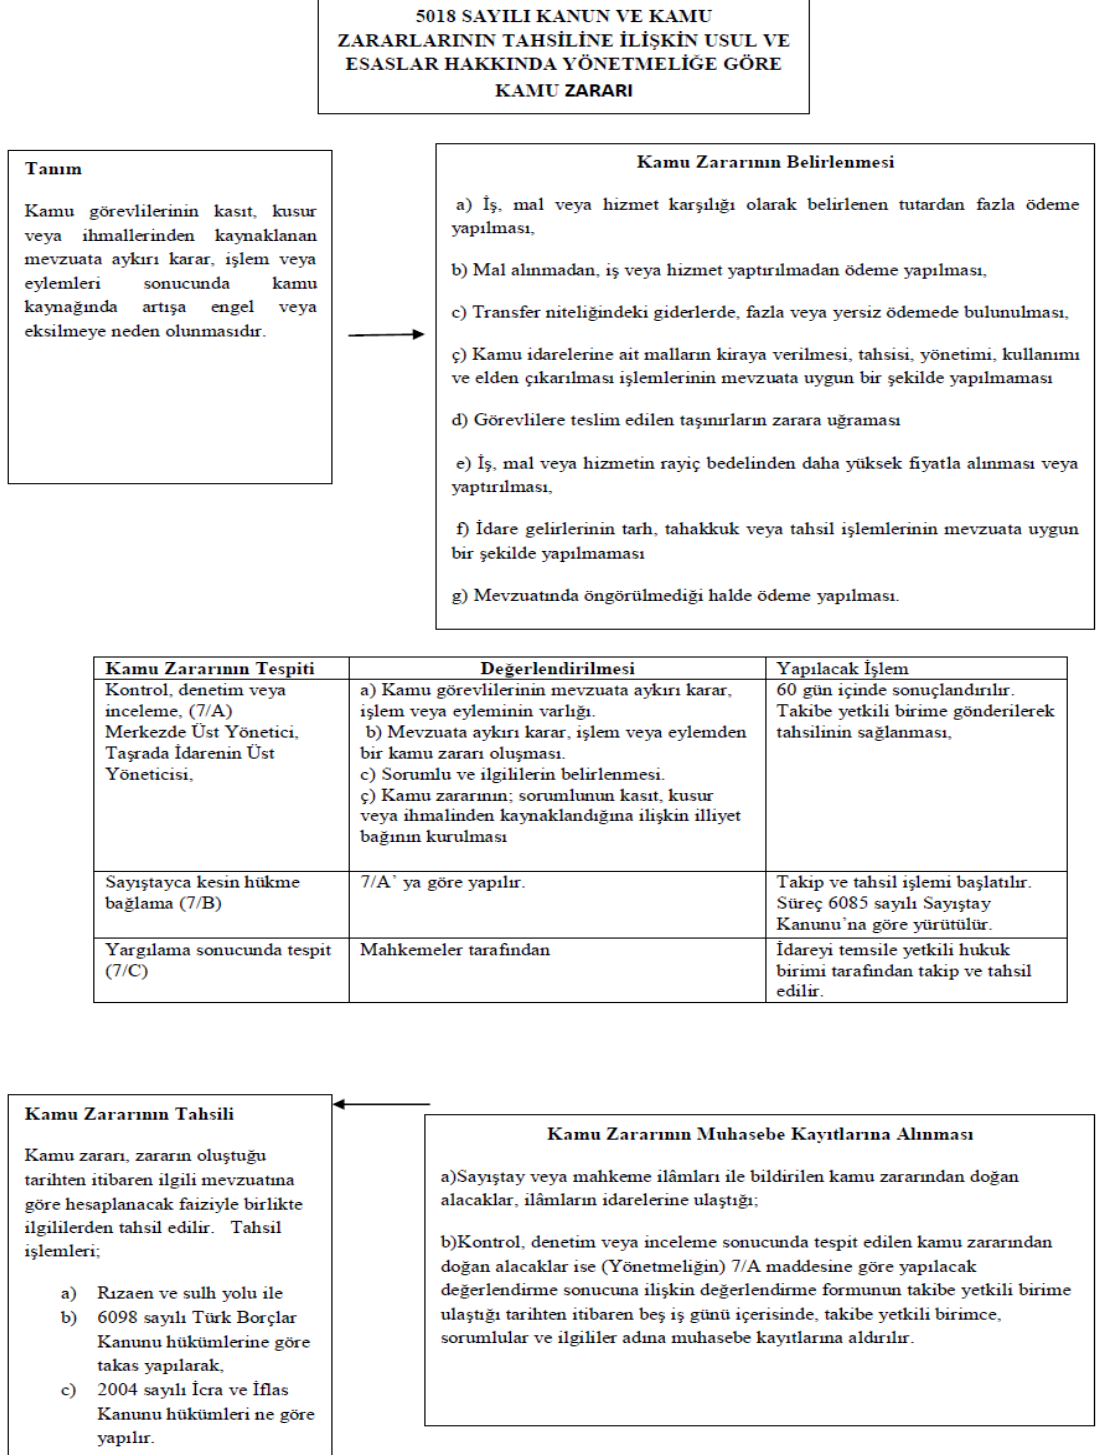 5018 SAYILI KANUN VE KAMU
ZARARLARININ TAHSİLİNE İLİŞKİN USUL VE
ESASLAR HAKKINDA YÖNETMELİĞE GÖRE
KAMU ZARARI
Tanım
Kamu görevlilerinin kasıt, kusur
veya ihmallerinden kaynaklanan
mevzuata aykırı karar, işlem veya
eylemleri sonucunda kamu
kaynağında artışa engel veya
eksilmeye neden olunmasıdır.
Kamu Zararının Belirlenmesi
a) İş, mal veya hizmet karşılığı olarak belirlenen tutardan fazla ödeme
yapılması,
b) Mal alınmadan, iş veya hizmet yaptırılmadan ödeme yapılması,
c) Transfer niteliğindeki giderlerde, fazla veya yersiz ödemede bulunulması,
ç) Kamu idarelerine ait malların kiraya verilmesi, tahsisi, yönetimi, kullanımı
ve elden çıkarılması işlemlerinin mevzuata uygun bir şekilde yapılmaması
d) Görevlilere teslim edilen taşınırların zarara uğraması
e) İş, mal veya hizmetin rayiç bedelinden daha yüksek fiyatla alınması veya
yaptırılması,
f) İdare gelirlerinin tarh, tahakkuk veya tahsil işlemlerinin mevzuata uygun
bir şekilde yapılmaması
g) Mevzuatında öngörülmediği halde ödeme yapılması.
Kamu Zararının Tespiti
Değerlendirilmesi
Yapılacak İşlem
Kontrol, denetim veya
inceleme, (7/A)
Merkezde Üst Yönetici,
Taşrada İdarenin Üst
Yöneticisi,
a) Kamu görevlilerinin mevzuata aykırı karar,
işlem veya eyleminin varlığı.
b) Mevzuata aykırı karar, işlem veya eylemden
bir kamu zararı oluşması.
c) Sorumlu ve ilgililerin belirlenmesi.
ç) Kamu zararının; sorumlunun kasıt, kusur
veya ihmalinden kaynaklandığına ilişkin illiyet
bağının kurulması
60 gün içinde sonuçlandırılır.
Takibe yetkili birime gönderilerek
tahsilinin sağlanması,
Sayıştayca kesin hükme
bağlama (7/B)
7/A' ya göre yapılır.
Takip ve tahsil işlemi başlatılır.
Süreç 6085 sayılı Sayıştay
Kanunu'na göre yürütülür.
Yargılama sonucunda tespit
(7/C)
Mahkemeler tarafından
İdareyi temsile yetkili hukuk
birimi tarafından takip ve tahsil
edilir.
Kamu Zararının Tahsili
Kamu zararı, zararın oluştuğu
tarihten itibaren ilgili mevzuatına
göre hesaplanacak faiziyle birlikte
ilgililerden tahsil edilir. Tahsil
işlemleri;
a) Rızaen ve sulh yolu ile
b) 6098 sayılı Türk Borçlar
Kanunu hükümlerine göre
takas yapılarak,
c) 2004 sayılı İcra ve İflas
Kanunu hükümleri ne göre
yapılır.
Kamu Zararının Muhasebe Kayıtlarına Alınması
a)Sayıştay veya mahkeme ilâmları ile bildirilen kamu zararından doğan
alacaklar, ilâmların idarelerine ulaştığı;
b)Kontrol, denetim veya inceleme sonucunda tespit edilen kamu zararından
doğan alacaklar ise (Yönetmeliğin) 7/A maddesine göre yapılacak
değerlendirme sonucuna ilişkin değerlendirme formunun takibe yetkili birime
ulaştığı tarihten itibaren beş iş günü içerisinde, takibe yetkili birimce,
sorumlular ve ilgililer adına muhasebe kayıtlarına aldırılır.